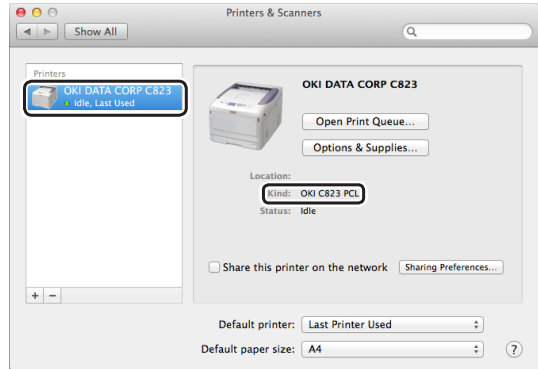 Printers & Scanners
Show All
Printers
OKI DATA CORP C823
Idle, Last Used
OKI DATA CORP C823
Open Print Queue...
Options & Supplies...
Location:
Kind: OKI C823 PCL
Status: Idle
Share this printer on the network Sharing Preferences...
+ −
Default printer: Last Printer Used
Default paper size: A4 ?